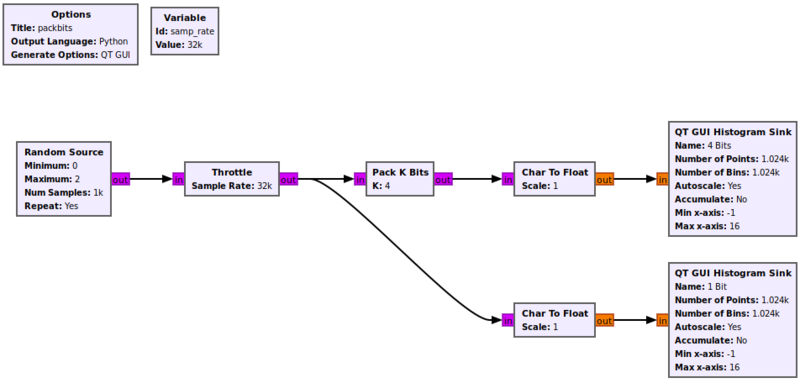 Options
Title: packbits
Output Language: Python
Generate Options: QT GUI
Variable
Id: samp_rate
Value: 32k
Random Source
Minimum: 0
Maximum: 2
Num Samples: 1k
Repeat: Yes
out
in
Throttle
Sample Rate: 32k
out
in
Pack K Bits
K: 4
out
in
Char To Float
Scale: 1
out
in
QT GUI Histogram Sink
Name: 4 Bits
Number of Points: 1.024k
Number of Bins: 1.024k
Autoscale: Yes
Accumulate: No
Min x-axis: -1
Max x-axis: 16
in
Char To Float
Scale: 1
out
in
QT GUI Histogram Sink
Name: 1 Bit
Number of Points: 1.024k
Number of Bins: 1.024k
Autoscale: Yes
Accumulate: No
Min x-axis: -1
Max x-axis: 16